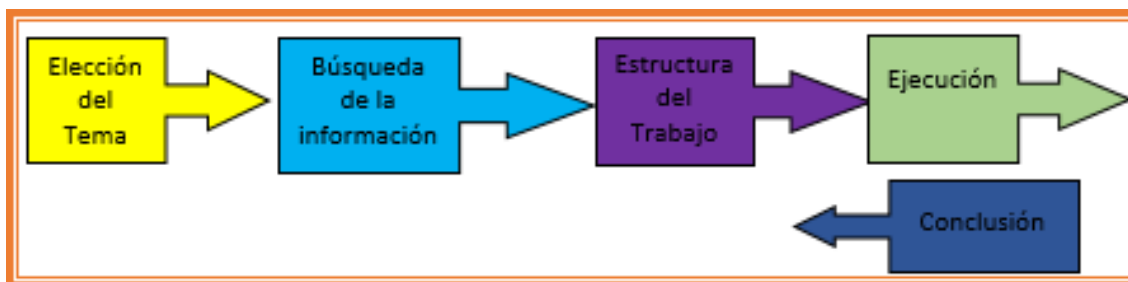 Elección
del
Tema
Búsqueda
de la
información
Estructura
del
Trabajo
Ejecución
Conclusión